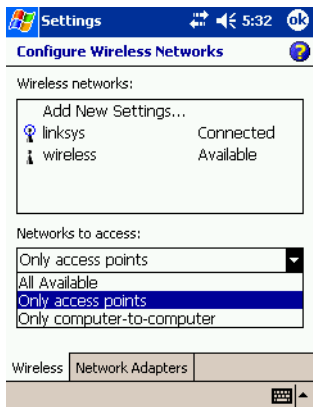 Settings 5:32 ok
Configure Wireless Networks ?
Wireless networks:
Add New Settings...
linksys Connected
wireless Available
Networks to access:
Only access points
All Available
Only access points
Only computer-to-computer
Wireless Network Adapters